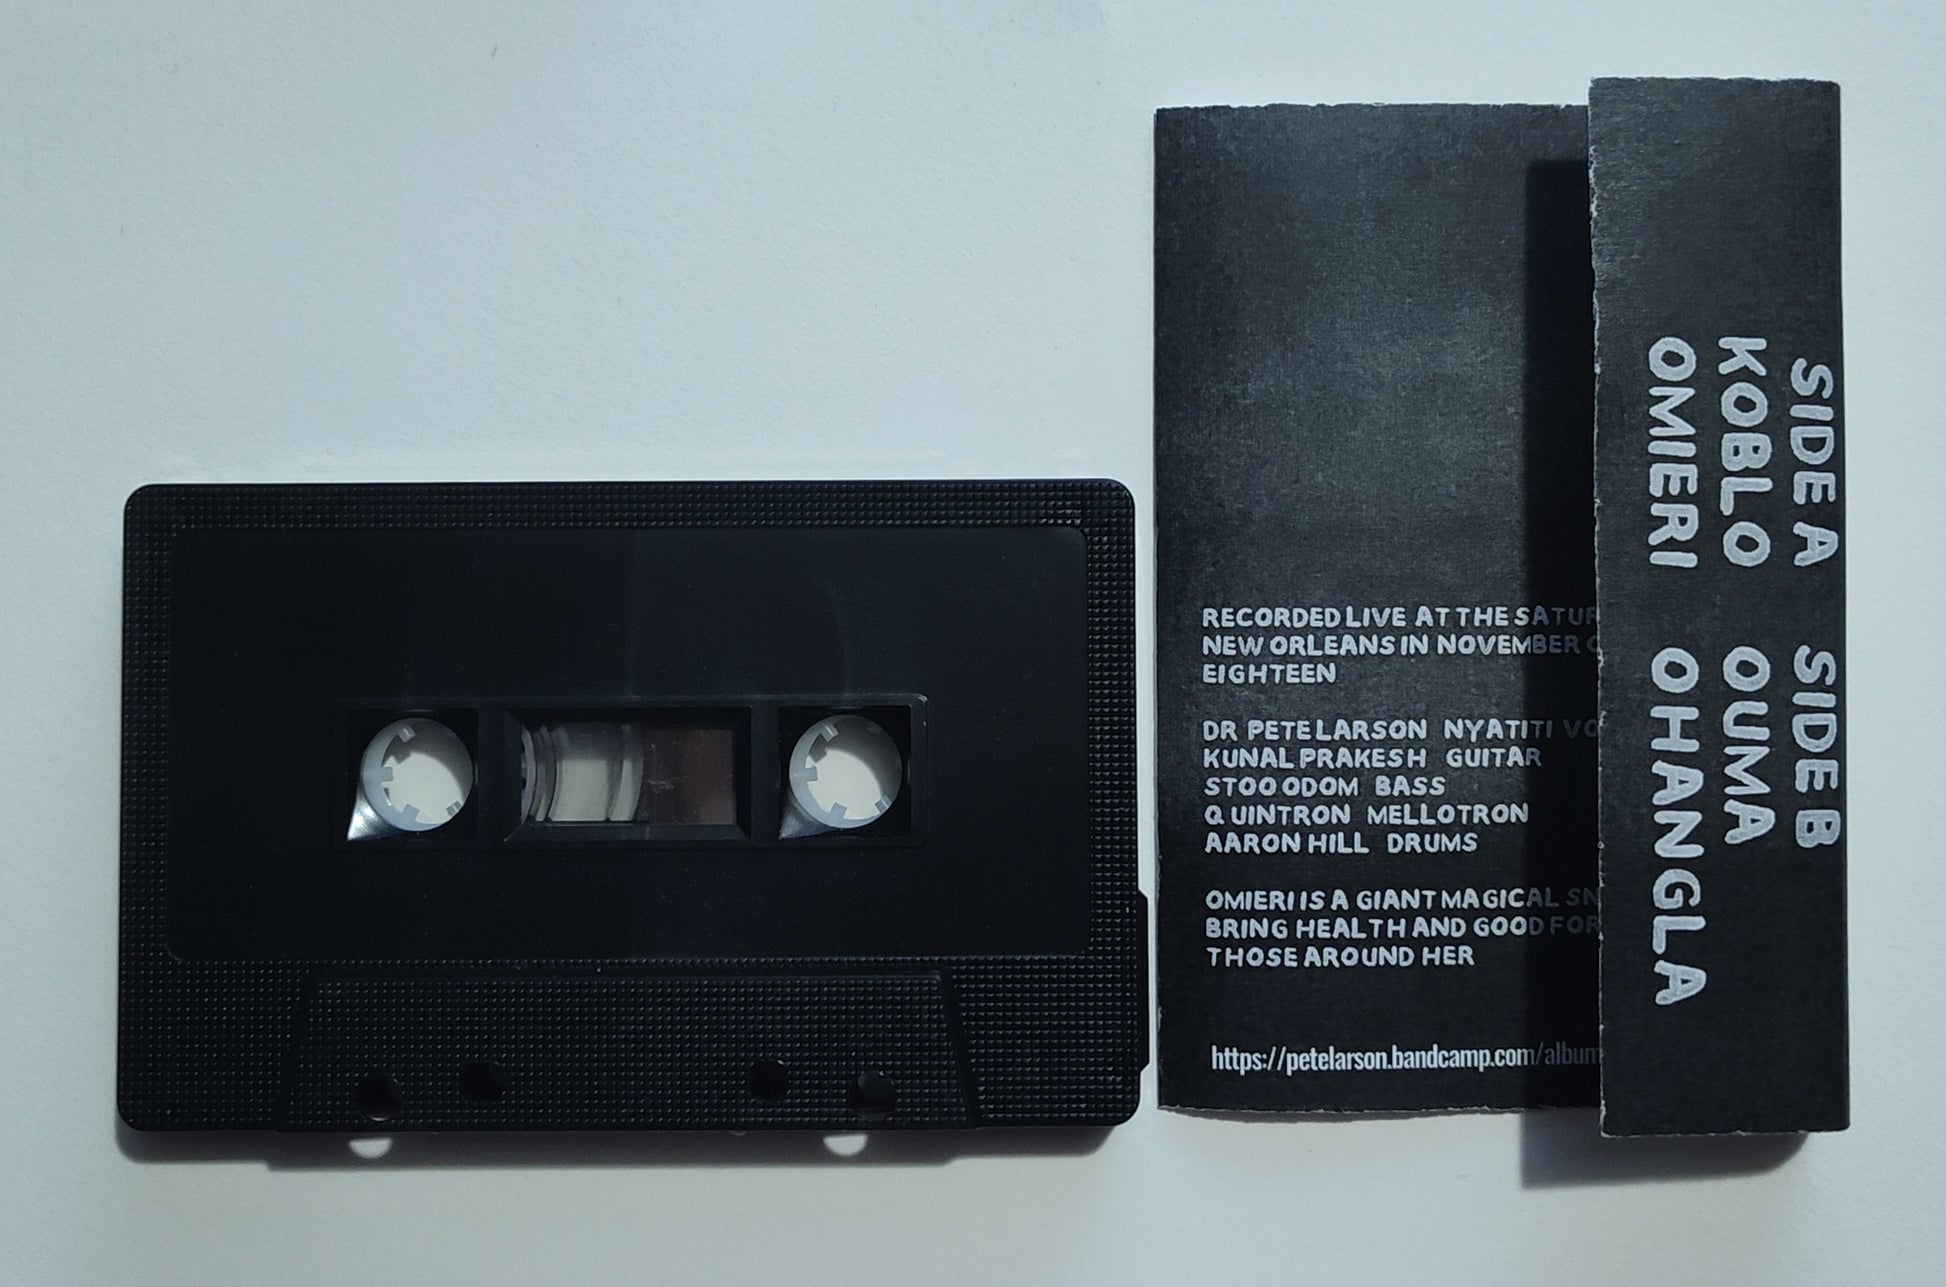 RECORDED LIVE AT THE
NEW ORLEANS IN NOVEMBER
EIGHTEEN
DR PETE LARSON NYATITI
KUNAL PRAKESH GUITAR
STOO ODOM BASS
QUINTRON MELLOTRON
AARON HILL DRUMS
OMIERI IS A GIANT MAGICAL
BRING HEALTH AND GOOD
THOSE AROUND HER
https://petelarson.bandcamp.com/album
SIDE A
KOBLO
OMIERI
SIDE B
OUMA
OHANGLA